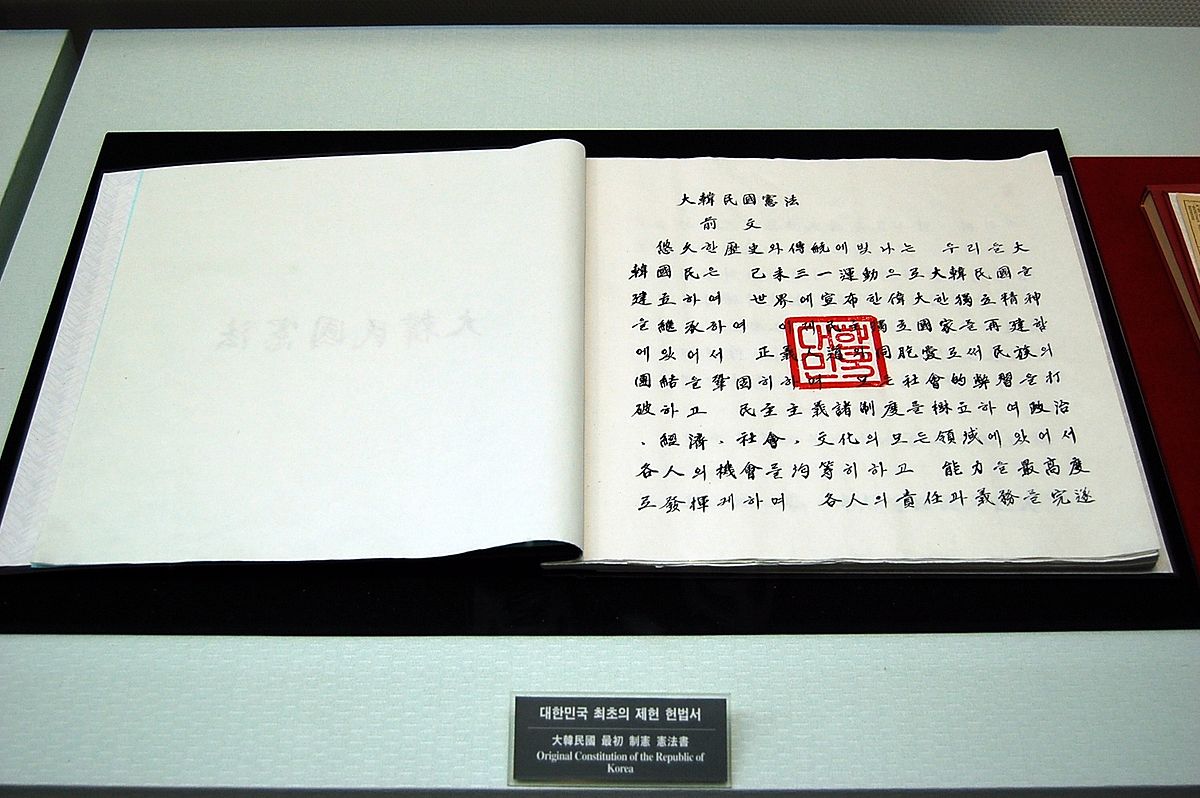 大韓民國憲法
前 文
悠久한歷史와傳統에빛나는 우리들大
韓國民은 己未三一運動으로大韓民國을
建立하여 世界에宣布한偉大한獨立精神
을繼承하여 이제民主獨立國家를再建함
에있어서 正義人道와同胞愛로써民族의
團結을鞏固히하며 모든社會的弊習을打
破하고 民主主義諸制度를樹立하여政治
、經濟、社會、文化의모든領域에있어서
各人의機會를均等히하고 能力을最高度
로發揮케하며 各人의責任과義務를完遂
대한민국
대한민국 최초의 제헌 헌법서
大韓民國 最初 制憲 憲法書
Original Constitution of the Republic of
Korea